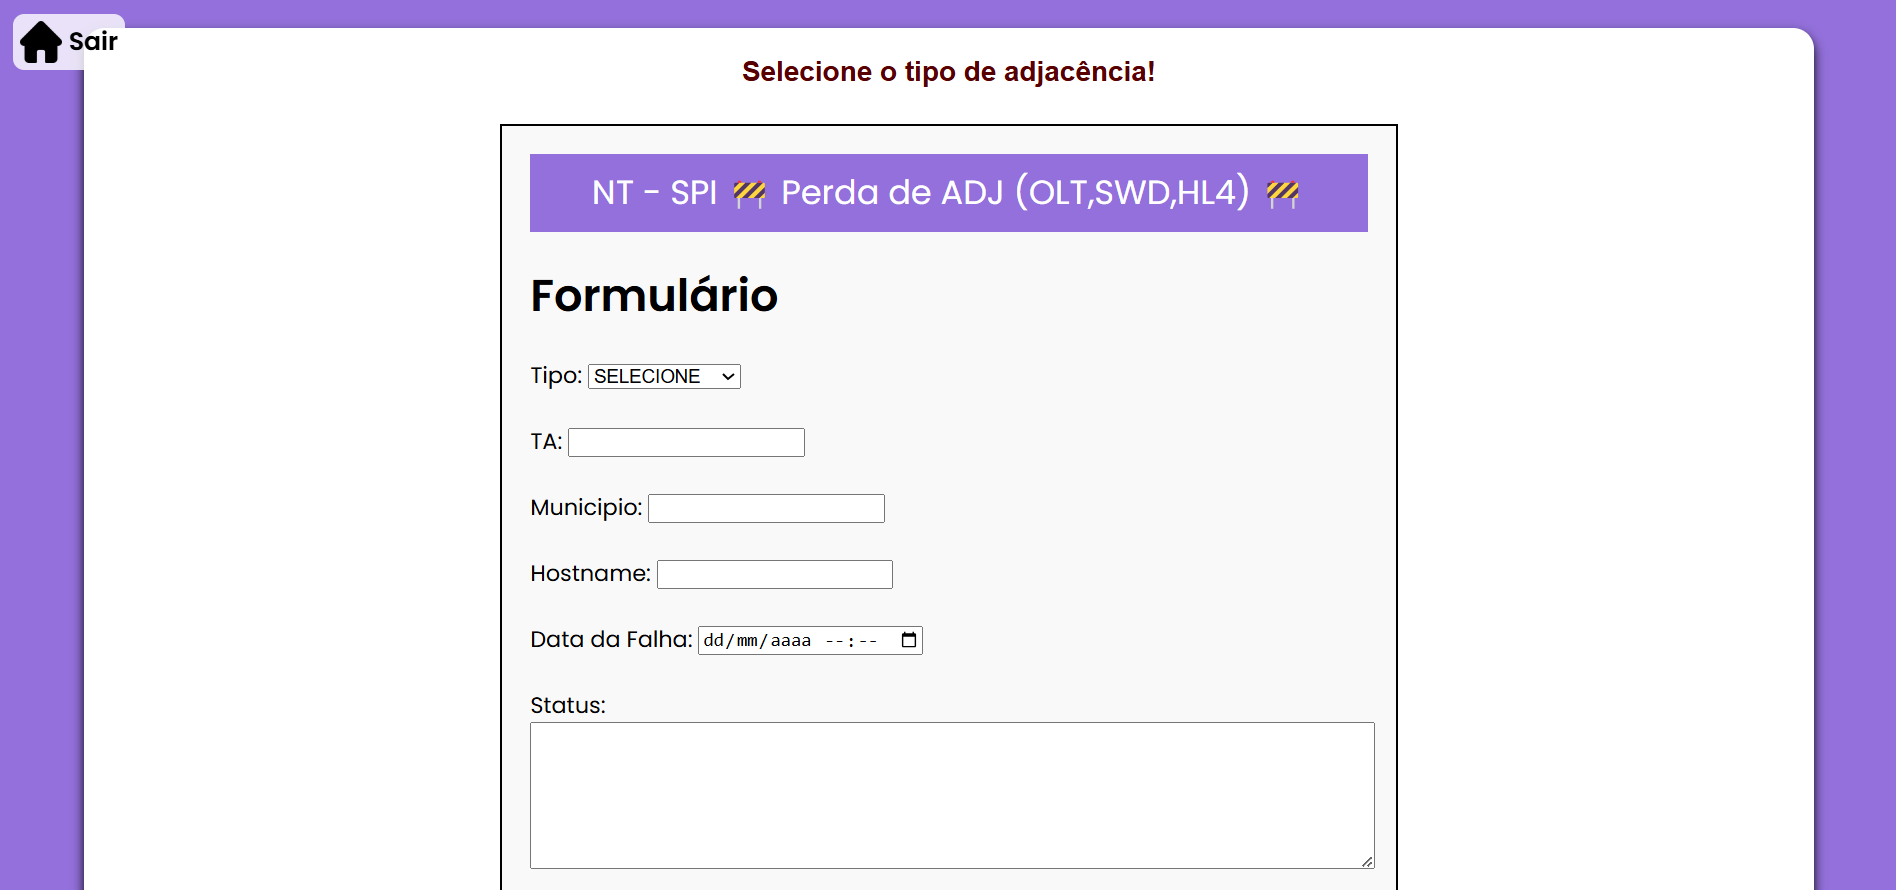 Sair
Selecione o tipo de adjacência!
NT - SPI 🚧 Perda de ADJ (OLT,SWD,HL4) 🚧
Formulário
Tipo: SELECIONE
TA:
Municipio:
Hostname:
Data da Falha: dd/mm/aaaa --:--
Status: